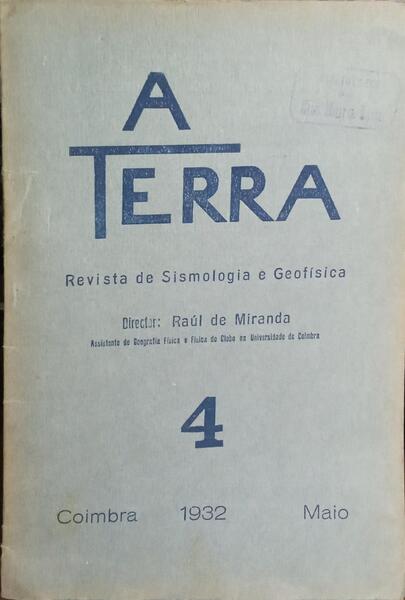 A
TERRA
Revista de Sismologia e Geofísica
Director: Raúl de Miranda
Assistente de Geografia Física e Física do Globo na Universidade de Coimbra
4
Coimbra 1932 Maio